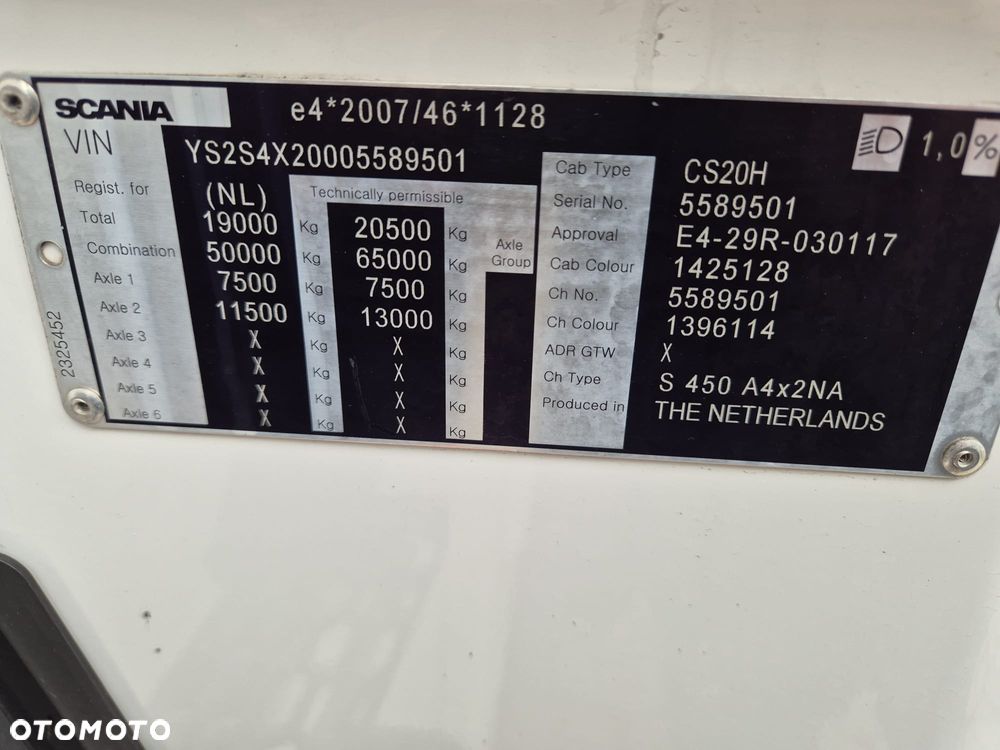 SCANIA e4*2007/46*1128
VIN YS2S4X20005589501 1,0%
Regist. for (NL) Technically permissible
Total 19000 Kg 20500 Kg
Combination 50000 Kg 65000 Kg Axle Group
Axle 1 7500 Kg 7500 Kg
Axle 2 11500 Kg 13000 Kg
Axle 3 X Kg X Kg
Axle 4 X Kg X Kg
Axle 5 X Kg X Kg
Axle 6 X Kg X Kg
2325452
Cab Type CS20H
Serial No. 5589501
Approval E4-29R-030117
Cab Colour 1425128
Ch No. 5589501
Ch Colour 1396114
ADR GTW X
Ch Type S 450 A4x2NA
Produced in THE NETHERLANDS
OTOMOTO